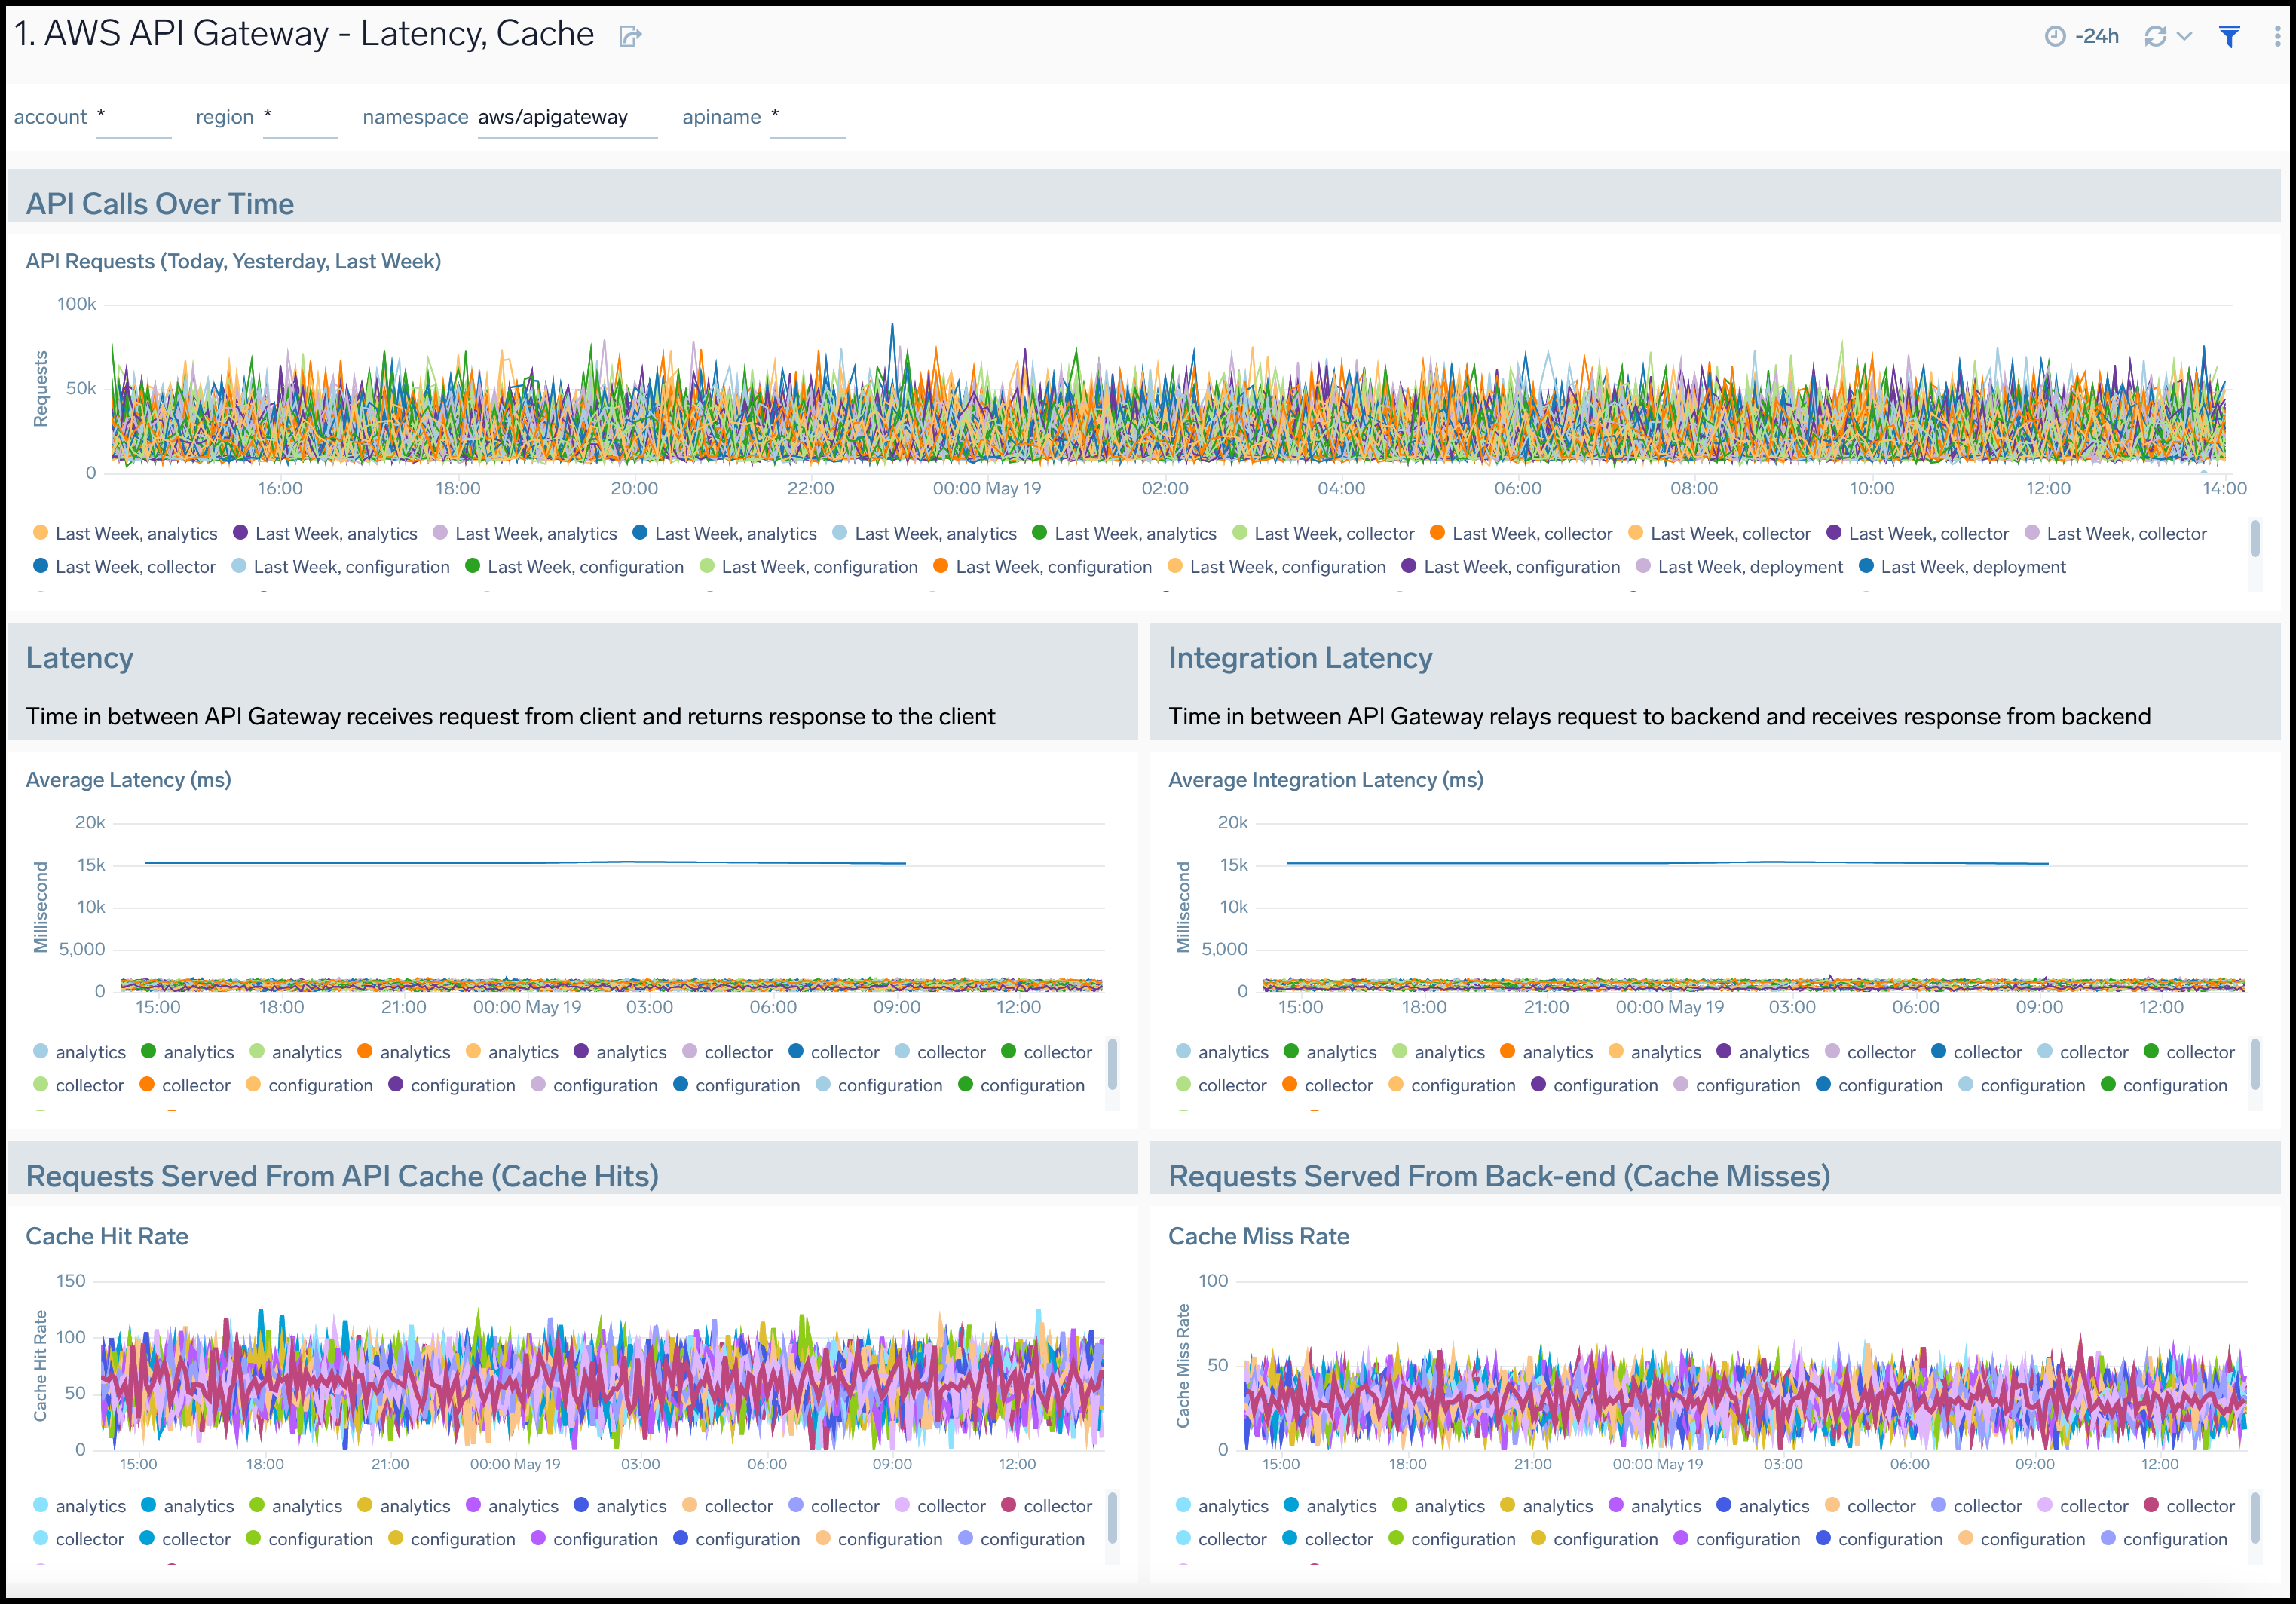 1. AWS API Gateway - Latency, Cache
-24h
account * region * namespace aws/apigateway apiname *
API Calls Over Time
API Requests (Today, Yesterday, Last Week)
100k
50k
0
Requests
16:00 18:00 20:00 22:00 00:00 May 19 02:00 04:00 06:00 08:00 10:00 12:00 14:00
Last Week, analytics Last Week, analytics Last Week, analytics Last Week, analytics Last Week, analytics Last Week, analytics Last Week, collector Last Week, collector Last Week, collector Last Week, collector Last Week, collector
Last Week, collector Last Week, configuration Last Week, configuration Last Week, configuration Last Week, configuration Last Week, configuration Last Week, configuration Last Week, deployment Last Week, deployment
Latency
Time in between API Gateway receives request from client and returns response to the client
Average Latency (ms)
20k
15k
10k
5,000
0
Millisecond
15:00 18:00 21:00 00:00 May 19 03:00 06:00 09:00 12:00
analytics analytics analytics analytics analytics analytics collector collector collector collector
collector collector configuration configuration configuration configuration configuration configuration
Integration Latency
Time in between API Gateway relays request to backend and receives response from backend
Average Integration Latency (ms)
20k
15k
10k
5,000
0
Millisecond
15:00 18:00 21:00 00:00 May 19 03:00 06:00 09:00 12:00
analytics analytics analytics analytics analytics analytics collector collector collector collector
collector collector configuration configuration configuration configuration configuration configuration
Requests Served From API Cache (Cache Hits)
Cache Hit Rate
150
100
50
0
Cache Hit Rate
15:00 18:00 21:00 00:00 May 19 03:00 06:00 09:00 12:00
analytics analytics analytics analytics analytics analytics collector collector collector collector
collector collector configuration configuration configuration configuration configuration configuration
Requests Served From Back-end (Cache Misses)
Cache Miss Rate
100
50
0
Cache Miss Rate
15:00 18:00 21:00 00:00 May 19 03:00 06:00 09:00 12:00
analytics analytics analytics analytics analytics analytics collector collector collector collector
collector collector configuration configuration configuration configuration configuration configuration